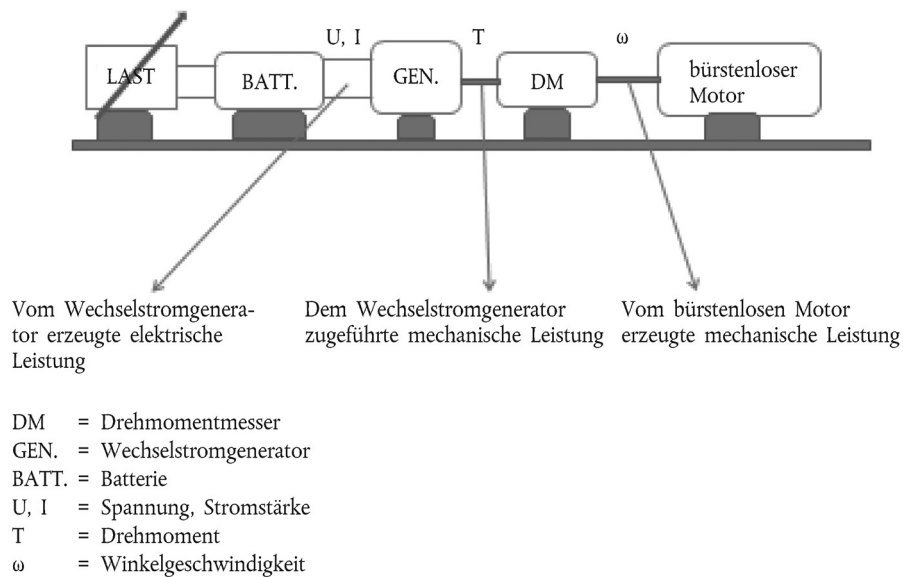 U, I T ω
LAST BATT. GEN. DM bürstenloser
Motor
Vom Wechselstromgenera-
tor erzeugte elektrische
Leistung
Dem Wechselstromgenerator
zugeführte mechanische Leistung
Vom bürstenlosen Motor
erzeugte mechanische Leistung
DM = Drehmomentmesser
GEN. = Wechselstromgenerator
BATT. = Batterie
U, I = Spannung, Stromstärke
T = Drehmoment
ω = Winkelgeschwindigkeit